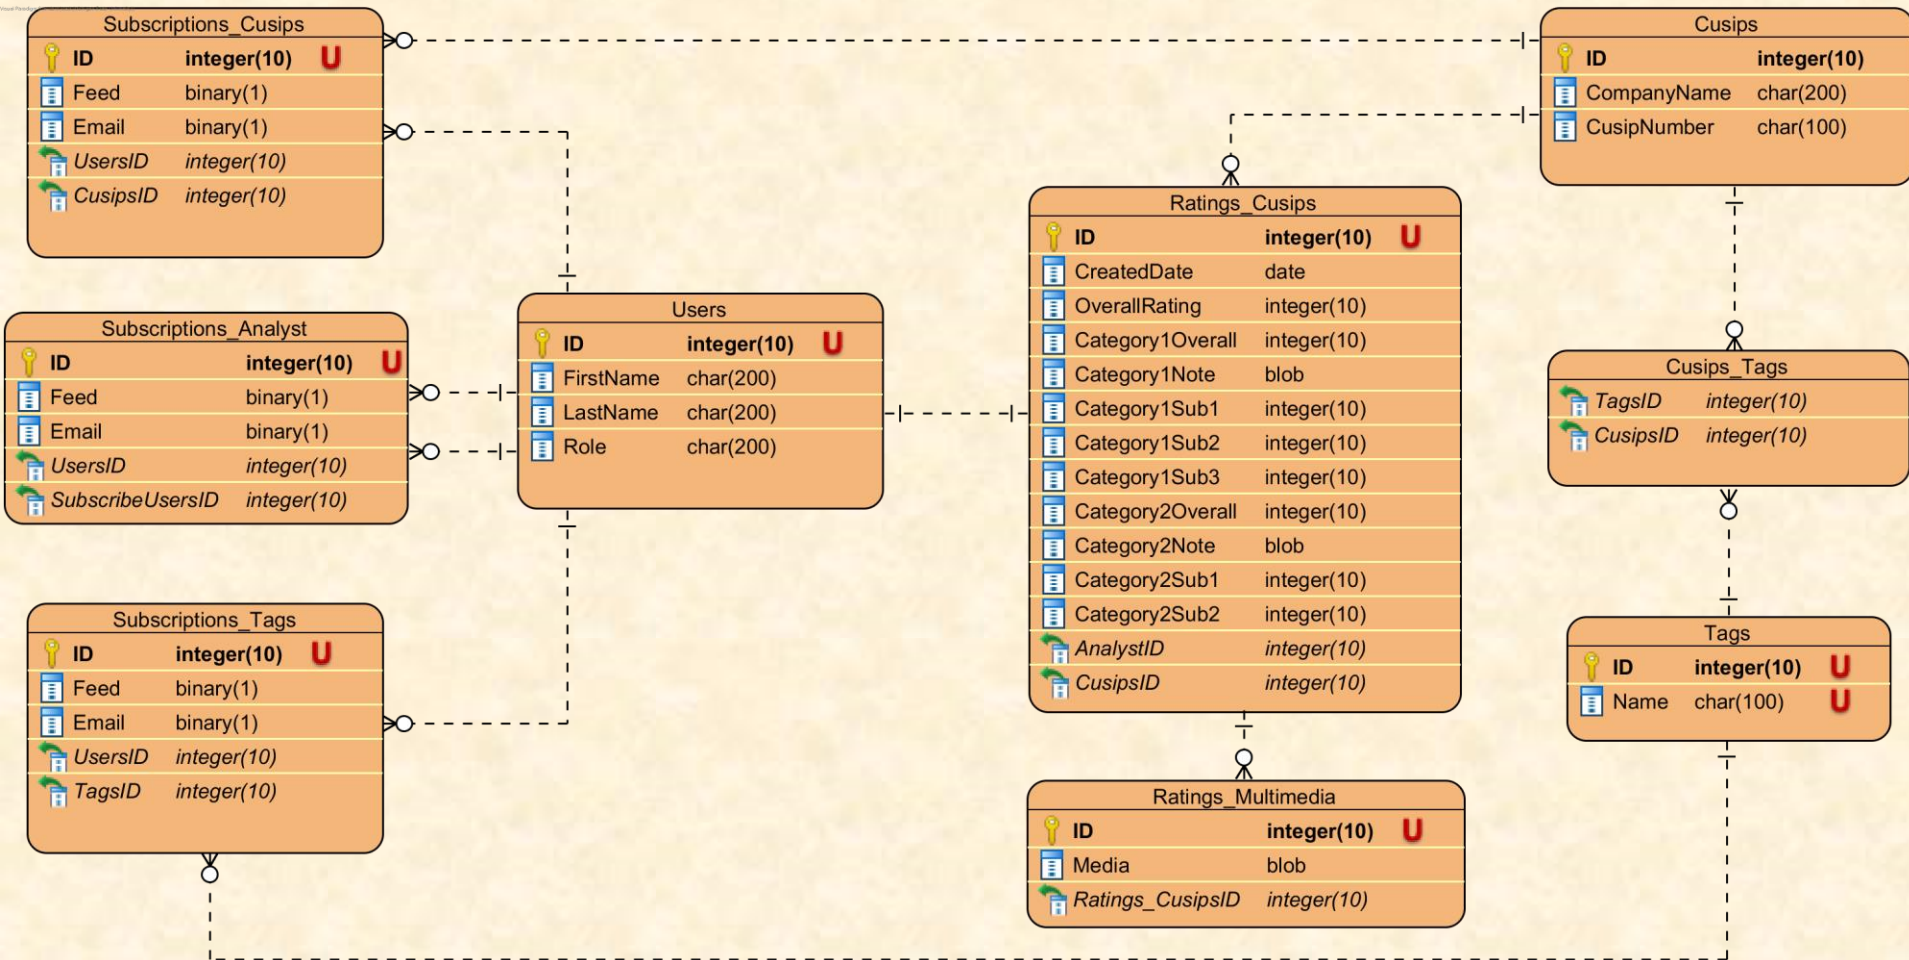 Subscriptions_Cusips
ID integer(10) U
Feed binary(1)
Email binary(1)
UsersID integer(10)
CusipsID integer(10)
Subscriptions_Analyst
ID integer(10) U
Feed binary(1)
Email binary(1)
UsersID integer(10)
SubscribeUsersID integer(10)
Subscriptions_Tags
ID integer(10) U
Feed binary(1)
Email binary(1)
UsersID integer(10)
TagsID integer(10)
Users
ID integer(10) U
FirstName char(200)
LastName char(200)
Role char(200)
Ratings_Cusips
ID integer(10) U
CreatedDate date
OverallRating integer(10)
Category1Overall integer(10)
Category1Note blob
Category1Sub1 integer(10)
Category1Sub2 integer(10)
Category1Sub3 integer(10)
Category2Overall integer(10)
Category2Note blob
Category2Sub1 integer(10)
Category2Sub2 integer(10)
AnalystID integer(10)
CusipsID integer(10)
Ratings_Multimedia
ID integer(10) U
Media blob
Ratings_CusipsID integer(10)
Cusips
ID integer(10)
CompanyName char(200)
CusipNumber char(100)
Cusips_Tags
TagsID integer(10)
CusipsID integer(10)
Tags
ID integer(10) U
Name char(100) U